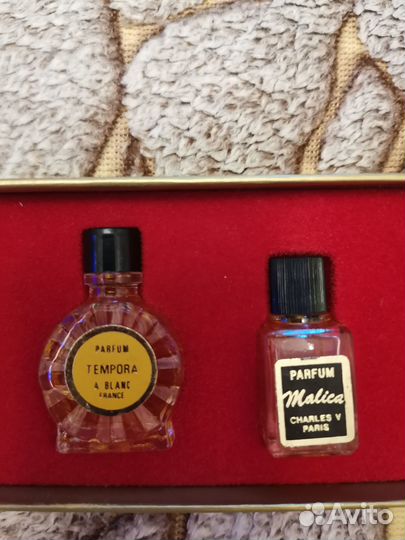 PARFUM
TEMPORA
A BLANC
FRANCE
PARFUM
Malica
CHARLES V
PARIS
Avito